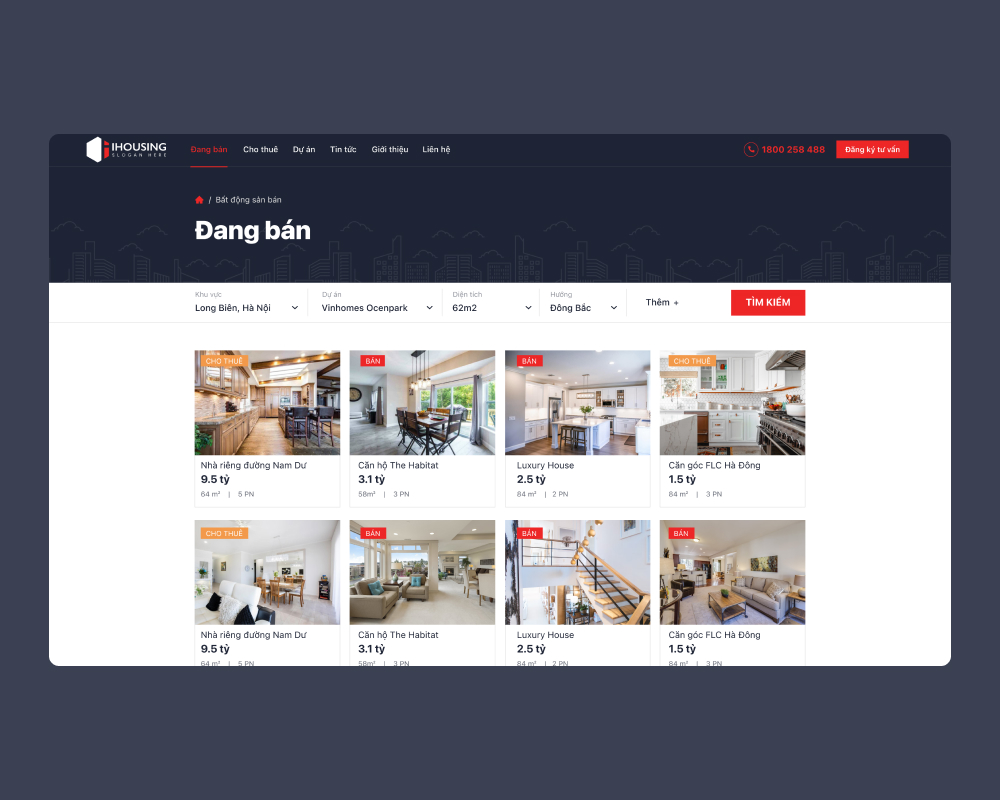 IHOUSING
SLOGAN HERE
Đang bán Cho thuê Dự án Tin tức Giới thiệu Liên hệ
1800 258 488
Đăng ký tư vấn
/ Bất động sản bán
Đang bán
Khu vực Dự án Diện tích Hướng
Long Biên, Hà Nội Vinhomes Ocenpark 62m2 Đông Bắc
Thêm +
TÌM KIẾM
CHO THUÊ BÁN BÁN CHO THUÊ
Nhà riêng đường Nam Dư Căn hộ The Habitat Luxury House Căn góc FLC Hà Đông
9.5 tỷ 3.1 tỷ 2.5 tỷ 1.5 tỷ
64 m² | 5 PN 58m² | 3 PN 84 m² | 2 PN 84 m² | 3 PN
CHO THUÊ BÁN BÁN BÁN
Nhà riêng đường Nam Dư Căn hộ The Habitat Luxury House Căn góc FLC Hà Đông
9.5 tỷ 3.1 tỷ 2.5 tỷ 1.5 tỷ
64 m² | 5 PN 58m² | 3 PN 84 m² | 2 PN 84 m² | 3 PN